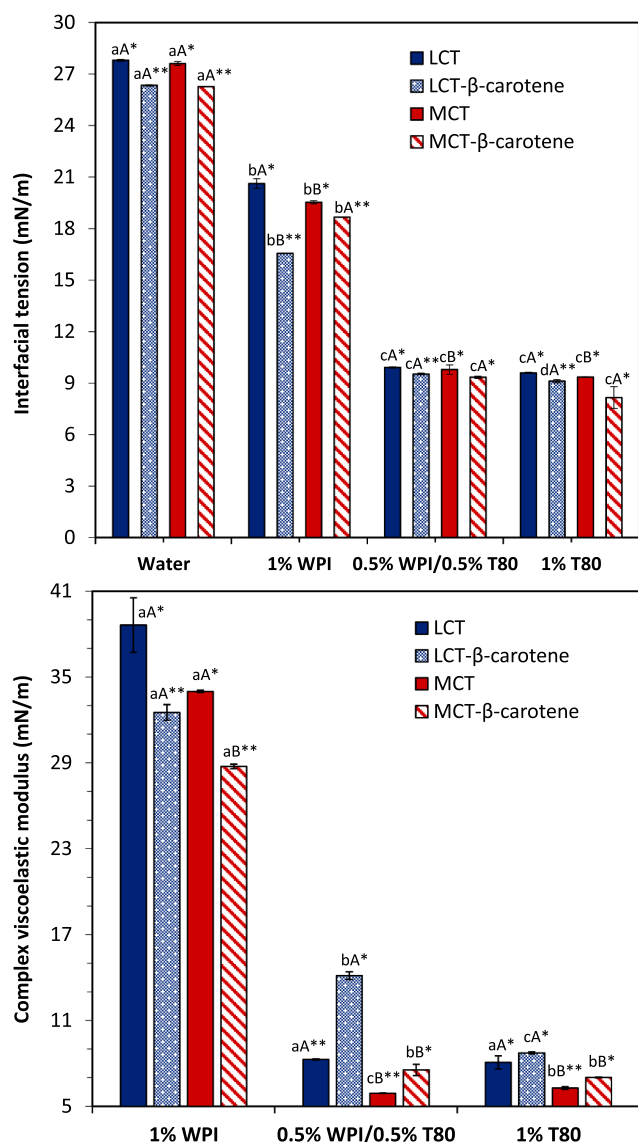 Interfacial tension (mN/m)
30
27
24
21
18
15
12
9
6
3
0
LCT
LCT-β-carotene
MCT
MCT-β-carotene
aA*
aA**
aA*
aA**
bA*
bB**
bB*
bA**
cA*
cA**
cB*
cA*
cA*
dA**
cB*
cA*
Water
1% WPI
0.5% WPI/0.5% T80
1% T80
Complex viscoelastic modulus (mN/m)
41
35
29
23
17
11
5
LCT
LCT-β-carotene
MCT
MCT-β-carotene
aA*
aA**
aA*
aB**
aA**
bA*
cB**
bB*
aA*
cA*
bB**
bB*
1% WPI
0.5% WPI/0.5% T80
1% T80